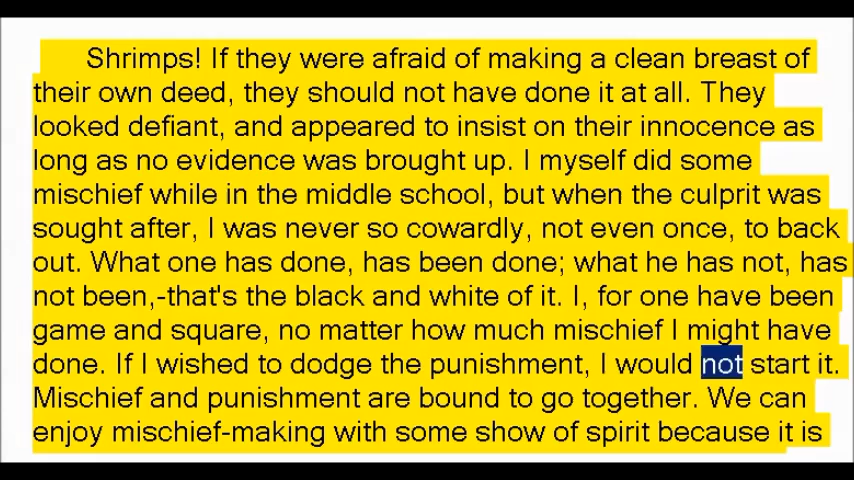 Shrimps! If they were afraid of making a clean breast of
their own deed, they should not have done it at all. They
looked defiant, and appeared to insist on their innocence as
long as no evidence was brought up. I myself did some
mischief while in the middle school, but when the culprit was
sought after, I was never so cowardly, not even once, to back
out. What one has done, has been done; what he has not, has
not been,-that's the black and white of it. I, for one have been
game and square, no matter how much mischief I might have
done. If I wished to dodge the punishment, I would not start it.
Mischief and punishment are bound to go together. We can
enjoy mischief-making with some show of spirit because it is